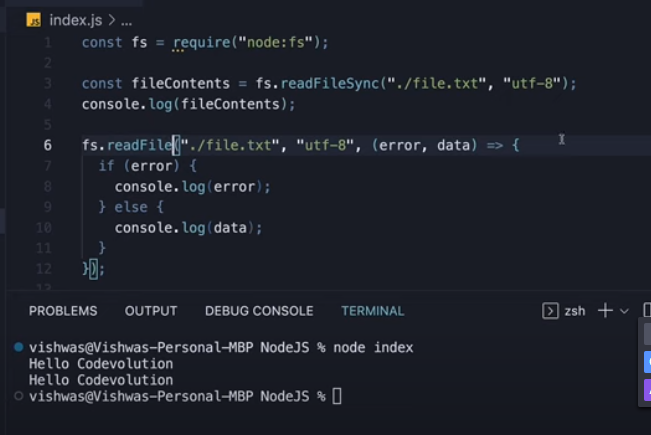 JS index.js > ...
1 const fs = require("node:fs");
2
3 const fileContents = fs.readFileSync("./file.txt", "utf-8");
4 console.log(fileContents);
5
6 fs.readFile("./file.txt", "utf-8", (error, data) => {
7 if (error) {
8 console.log(error);
9 } else {
10 console.log(data);
11 }
12 });
13
PROBLEMS OUTPUT DEBUG CONSOLE TERMINAL zsh
vishwas@Vishwas-Personal-MBP NodeJS % node index
Hello Codevolution
Hello Codevolution
vishwas@Vishwas-Personal-MBP NodeJS %